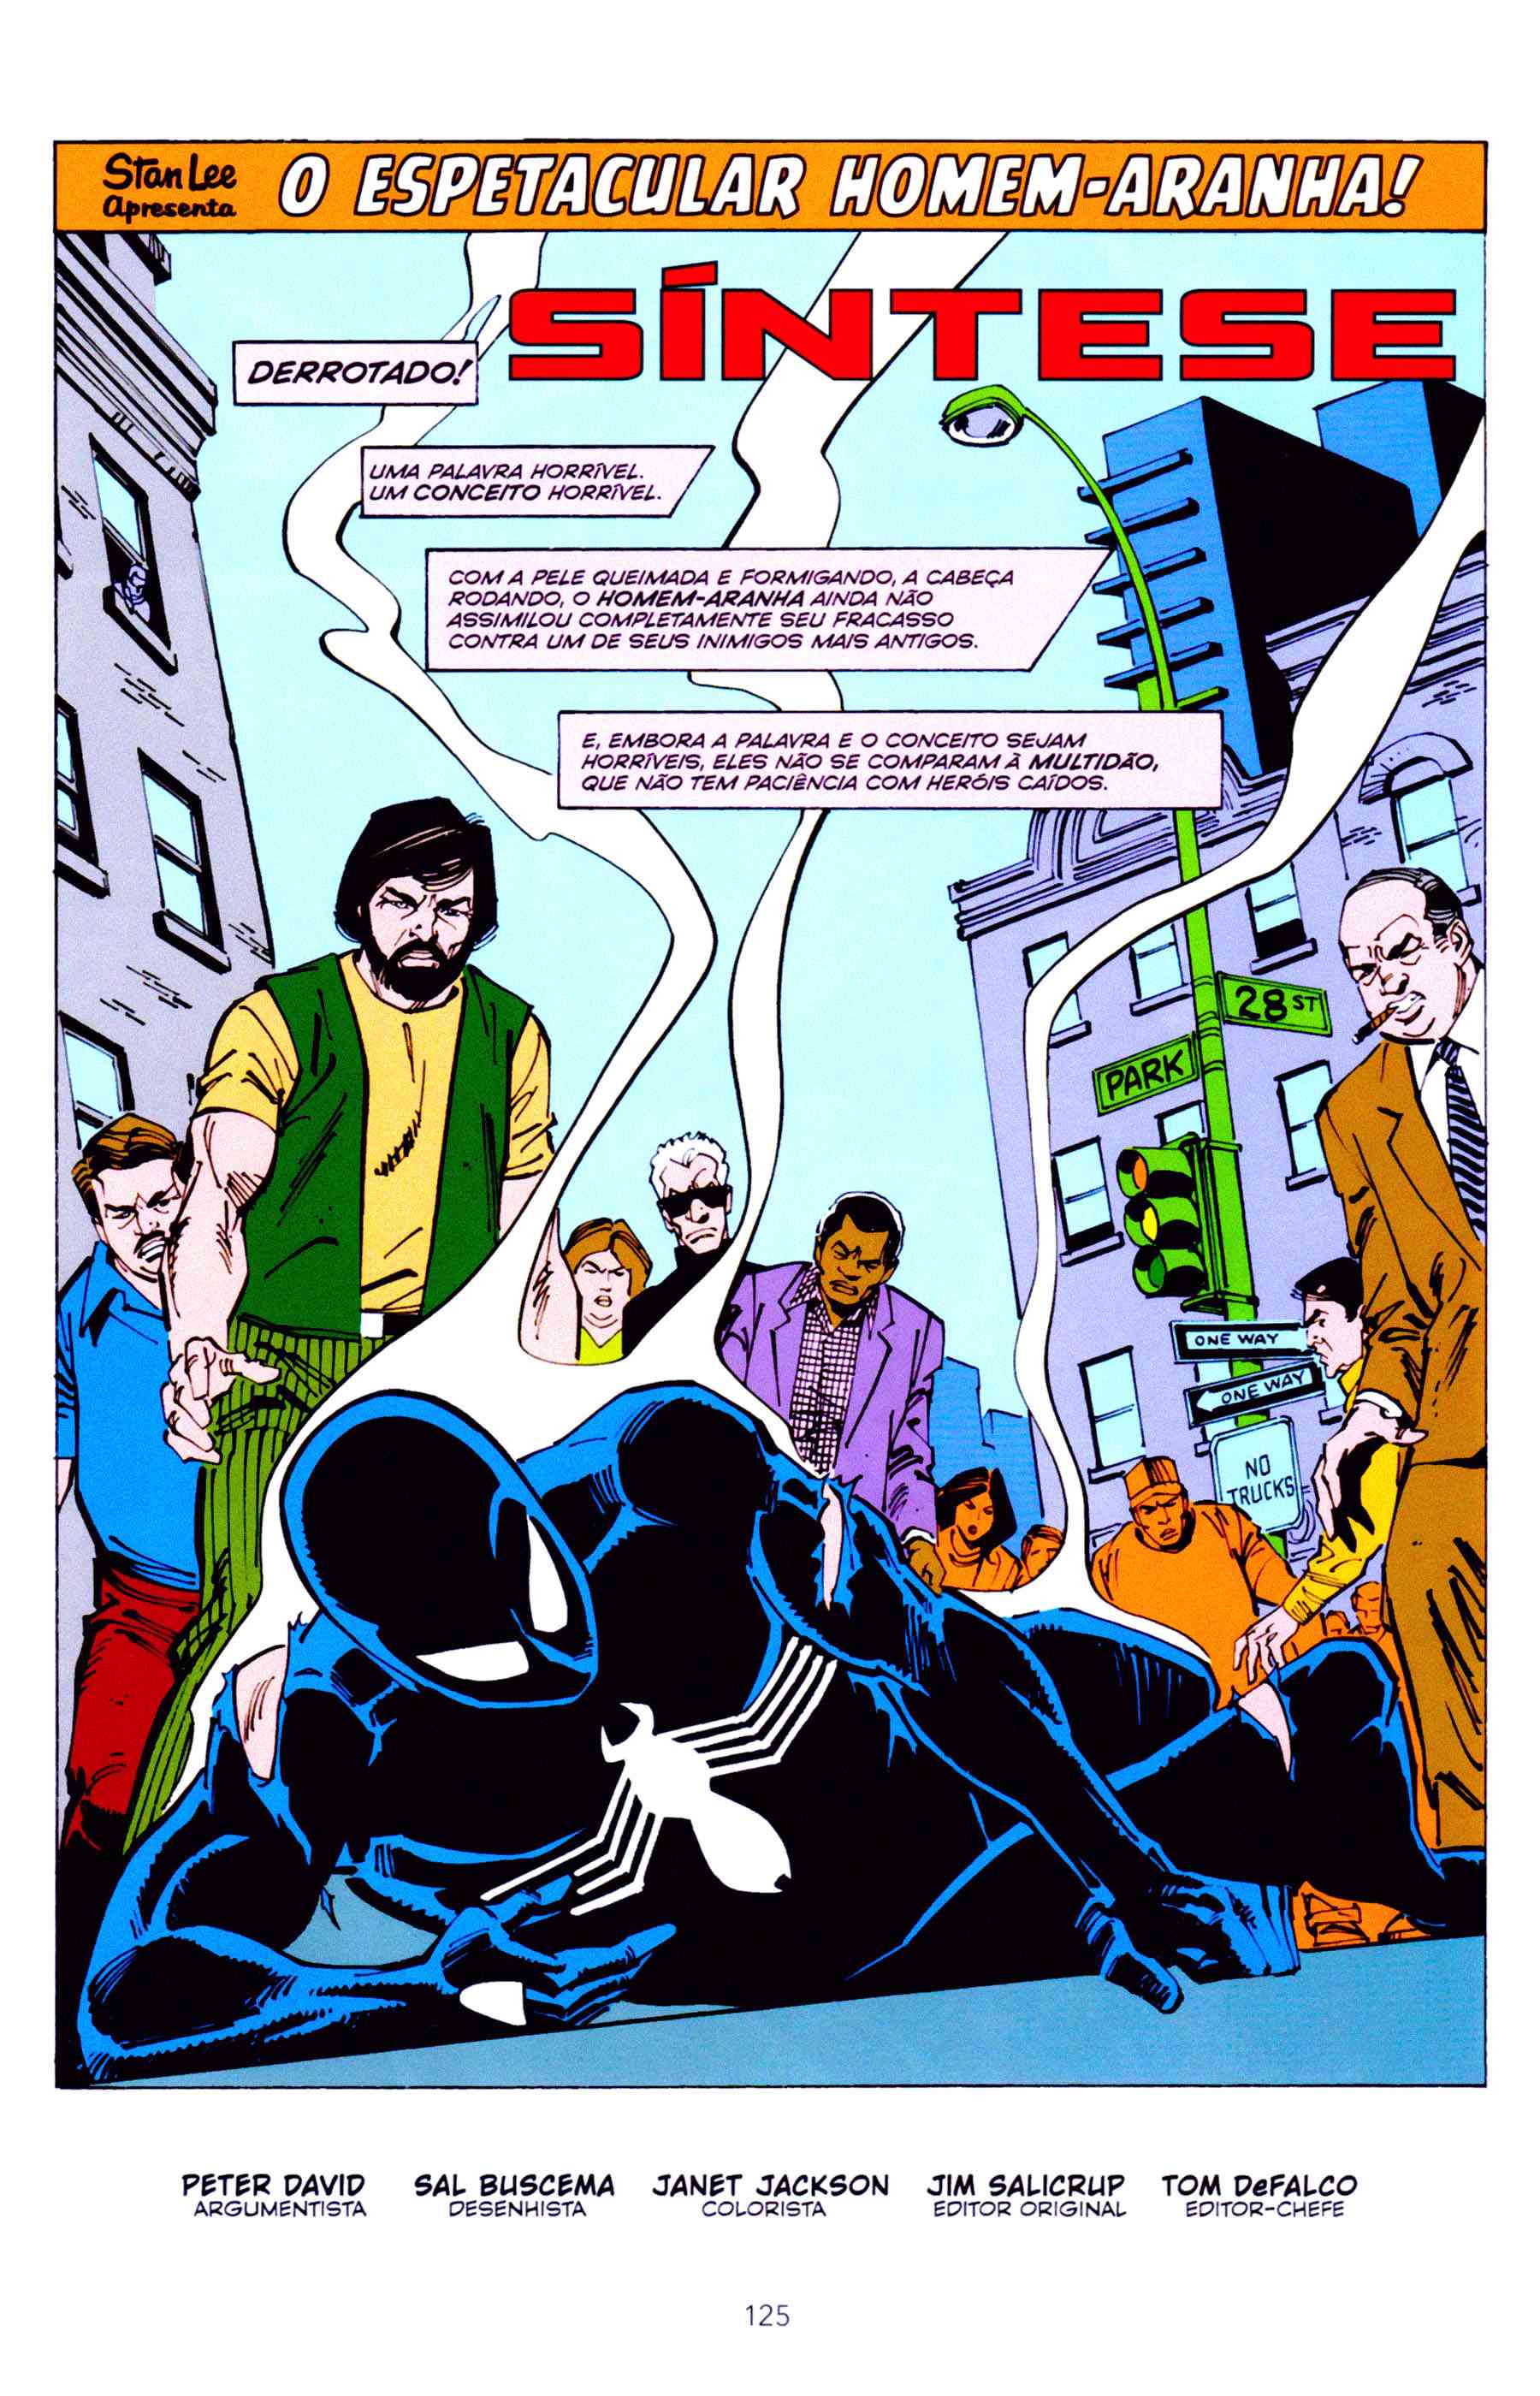 Stan Lee
apresenta
O ESPETACULAR HOMEM-ARANHA!
SÍNTESE
DERROTADO!
UMA PALAVRA HORRÍVEL.
UM CONCEITO HORRÍVEL.
COM A PELE QUEIMADA E FORMIGANDO, A CABEÇA
RODANDO, O HOMEM-ARANHA AINDA NÃO
ASSIMILOU COMPLETAMENTE SEU FRACASSO
CONTRA UM DE SEUS INIMIGOS MAIS ANTIGOS.
E, EMBORA A PALAVRA E O CONCEITO SEJAM
HORRÍVEIS, ELES NÃO SE COMPARAM À MULTIDÃO,
QUE NÃO TEM PACIÊNCIA COM HERÓIS CAÍDOS.
28 ST
PARK
ONE WAY
ONE WAY
NO
TRUCKS
PETER DAVID
ARGUMENTISTA
SAL BUSCEMA
DESENHISTA
JANET JACKSON
COLORISTA
JIM SALICRUP
EDITOR ORIGINAL
TOM DeFALCO
EDITOR-CHEFE
125